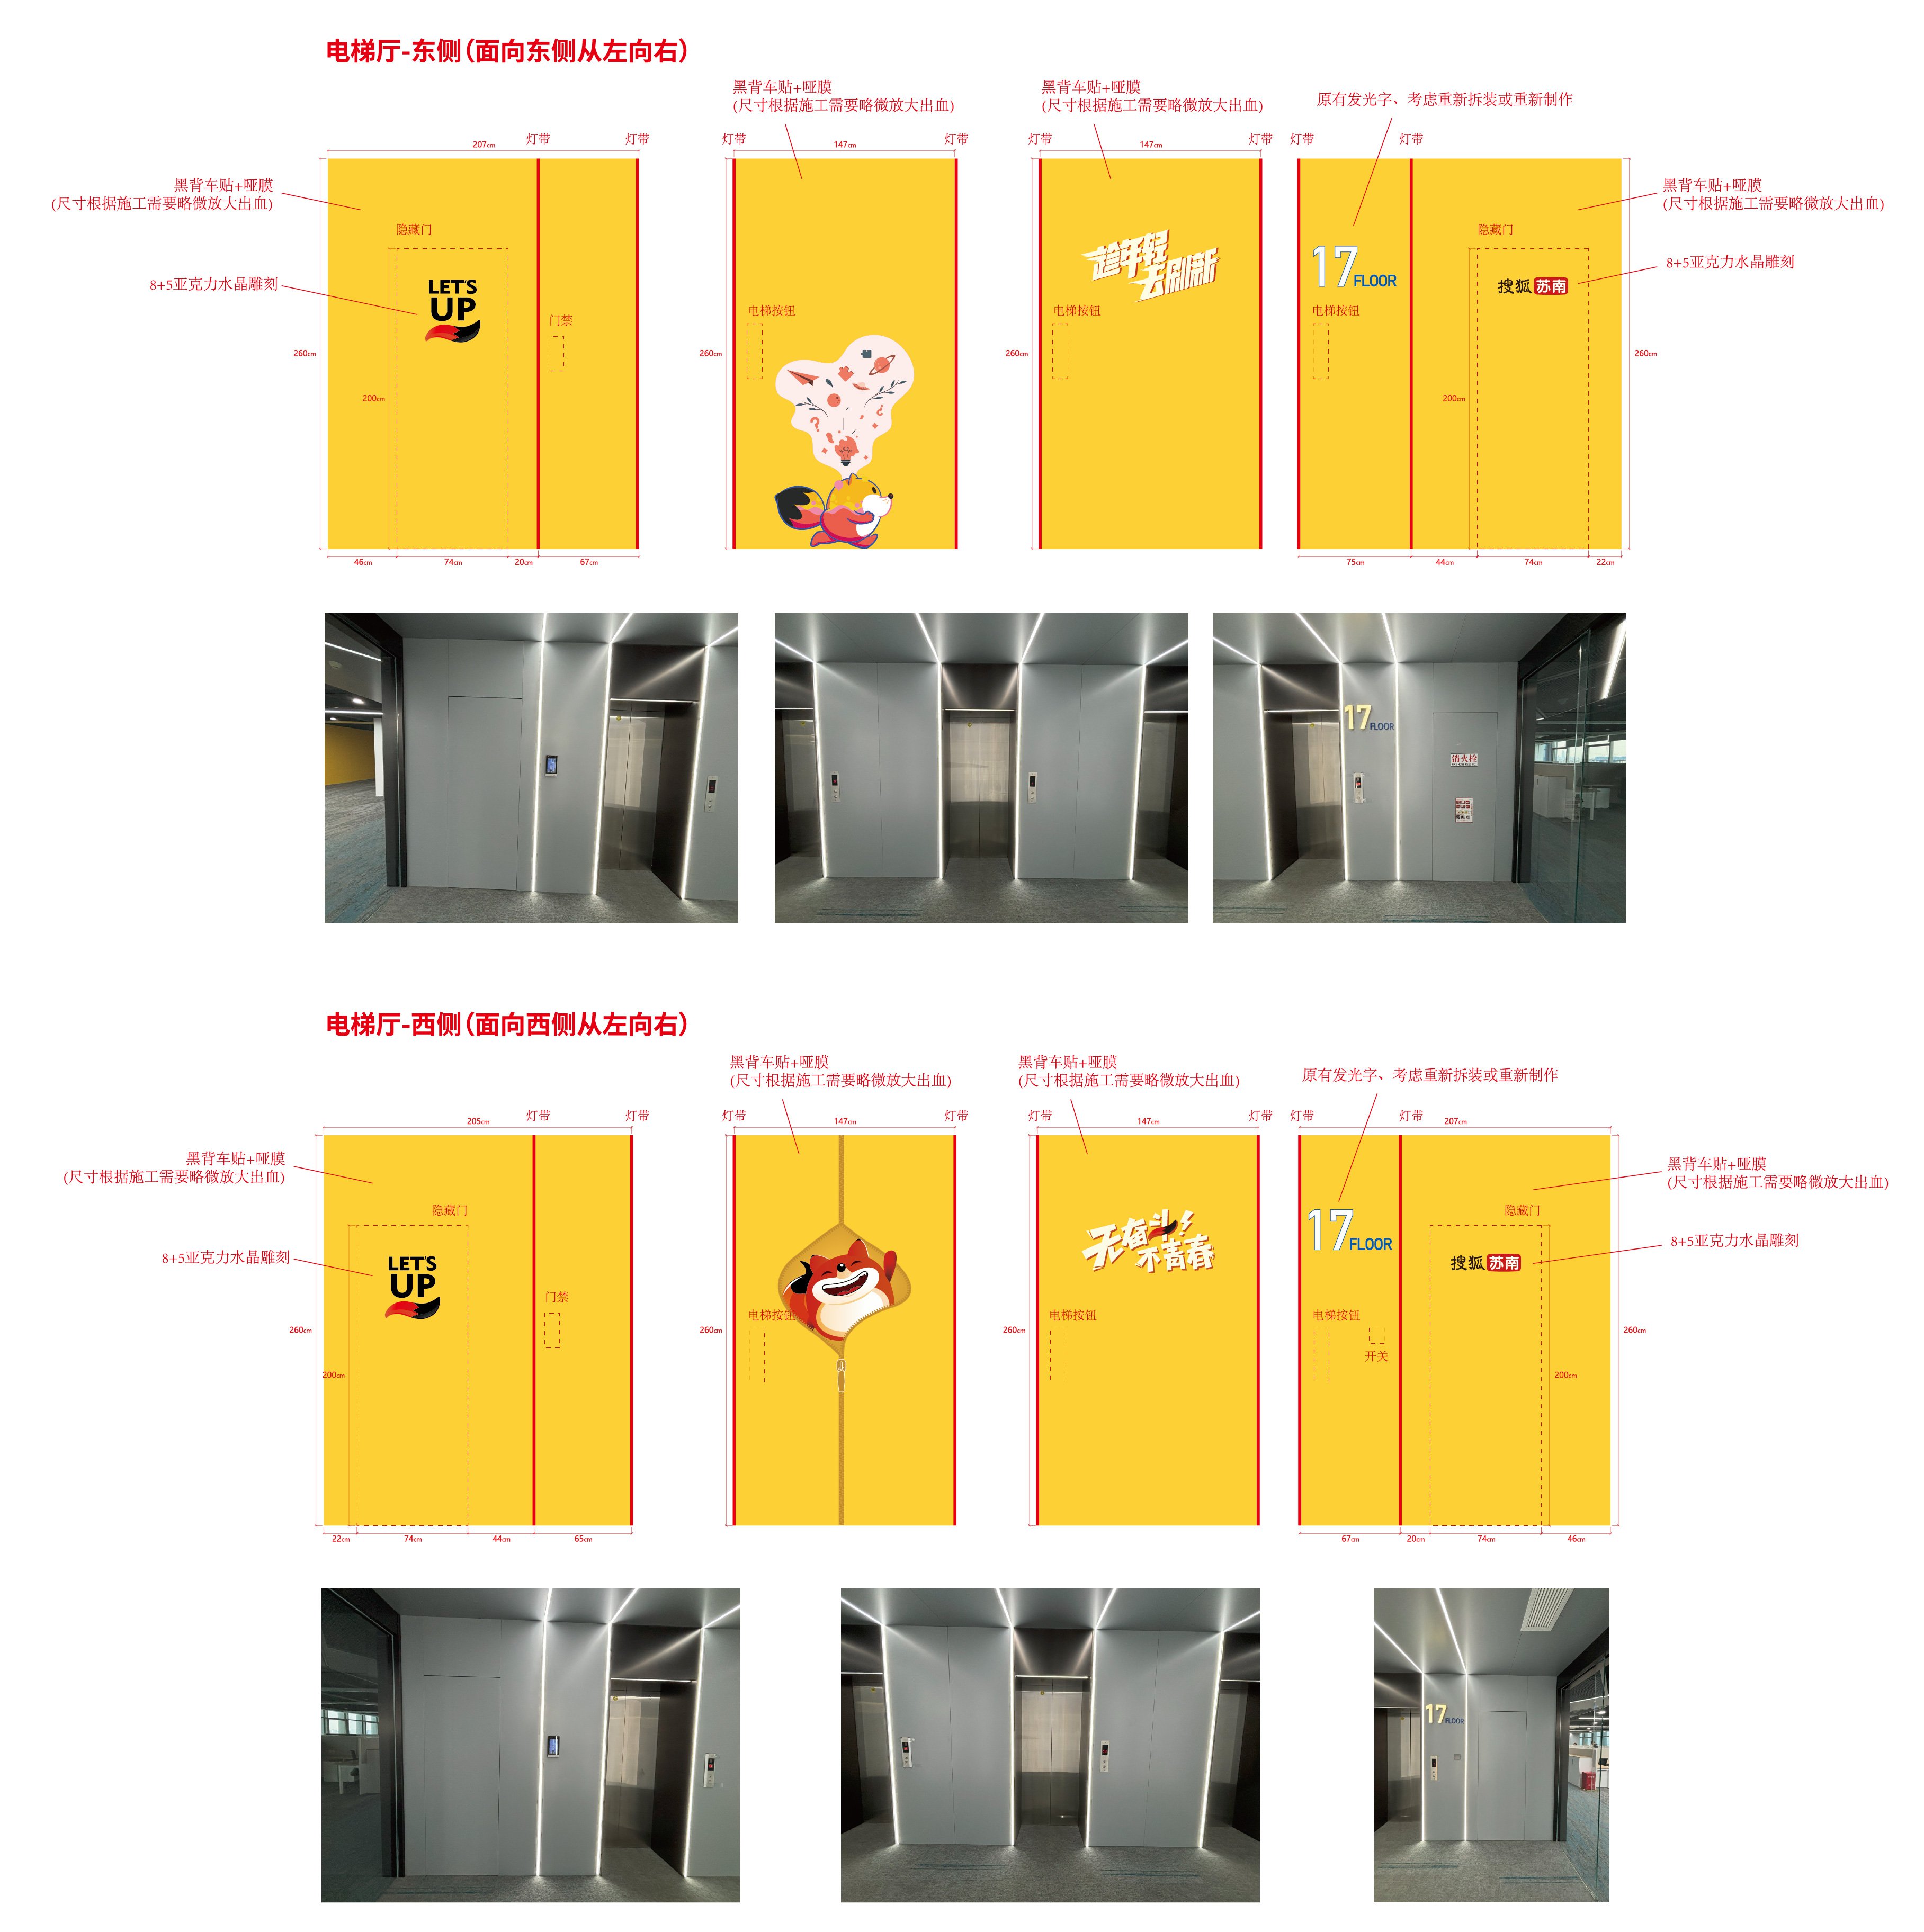 电梯厅-东侧(面向东侧从左向右)
黑背车贴+哑膜
(尺寸根据施工需要略微放大出血)
黑背车贴+哑膜
(尺寸根据施工需要略微放大出血)
原有发光字、考虑重新拆装或重新制作
207cm
灯带
灯带
灯带
147cm
灯带
灯带
147cm
灯带
灯带
灯带
黑背车贴+哑膜
(尺寸根据施工需要略微放大出血)
黑背车贴+哑膜
(尺寸根据施工需要略微放大出血)
隐藏门
隐藏门
8+5亚克力水晶雕刻
LET'S
UP
趁年轻
去刷新
17 FLOOR
搜狐 苏南
8+5亚克力水晶雕刻
门禁
电梯按钮
电梯按钮
电梯按钮
260cm
260cm
260cm
260cm
200cm
200cm
46cm
74cm
20cm
67cm
75cm
44cm
74cm
22cm
17 FLOOR
消火栓
电梯厅-西侧(面向西侧从左向右)
黑背车贴+哑膜
(尺寸根据施工需要略微放大出血)
黑背车贴+哑膜
(尺寸根据施工需要略微放大出血)
原有发光字、考虑重新拆装或重新制作
205cm
灯带
灯带
灯带
147cm
灯带
灯带
147cm
灯带
灯带
灯带
207cm
黑背车贴+哑膜
(尺寸根据施工需要略微放大出血)
黑背车贴+哑膜
(尺寸根据施工需要略微放大出血)
隐藏门
隐藏门
8+5亚克力水晶雕刻
LET'S
UP
无奋斗!
不青春
17 FLOOR
搜狐 苏南
8+5亚克力水晶雕刻
门禁
电梯按钮
电梯按钮
电梯按钮
开关
260cm
260cm
260cm
260cm
200cm
200cm
22cm
74cm
44cm
65cm
67cm
20cm
74cm
46cm
17 FLOOR